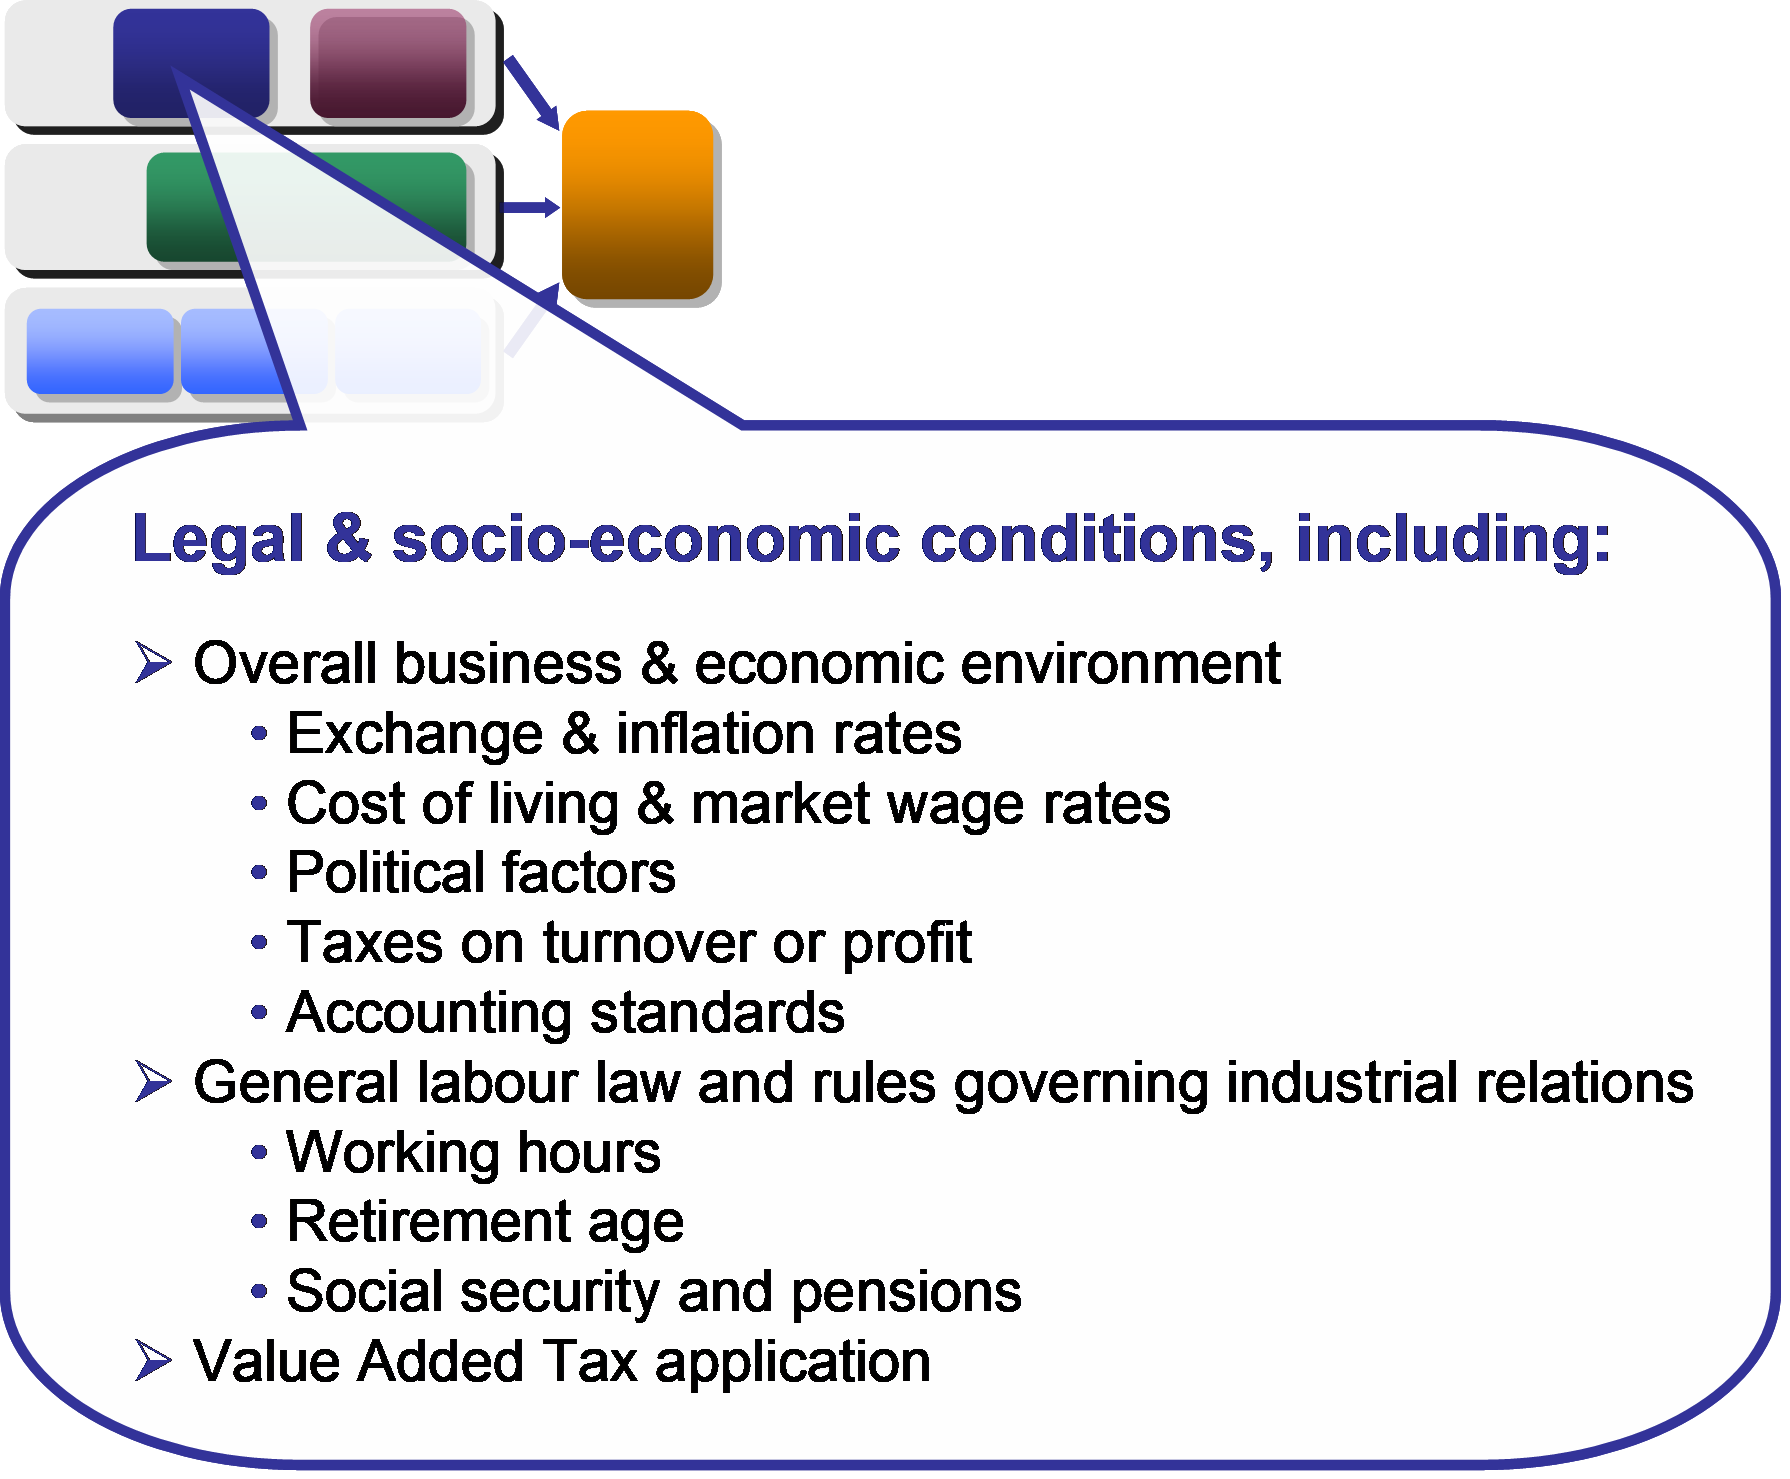 Legal & socio-economic conditions, including:
Overall business & economic environment
• Exchange & inflation rates
• Cost of living & market wage rates
• Political factors
• Taxes on turnover or profit
• Accounting standards
General labour law and rules governing industrial relations
• Working hours
• Retirement age
• Social security and pensions
Value Added Tax application